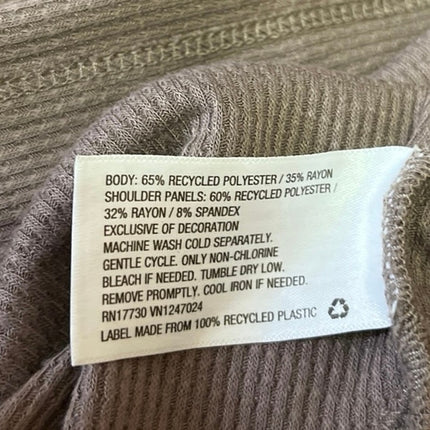 BODY: 65% RECYCLED POLYESTER / 35% RAYON
SHOULDER PANELS: 60% RECYCLED POLYESTER /
32% RAYON / 8% SPANDEX
EXCLUSIVE OF DECORATION
MACHINE WASH COLD SEPARATELY.
GENTLE CYCLE. ONLY NON-CHLORINE
BLEACH IF NEEDED. TUMBLE DRY LOW.
REMOVE PROMPTLY. COOL IRON IF NEEDED.
RN17730 VN1247024
LABEL MADE FROM 100% RECYCLED PLASTIC